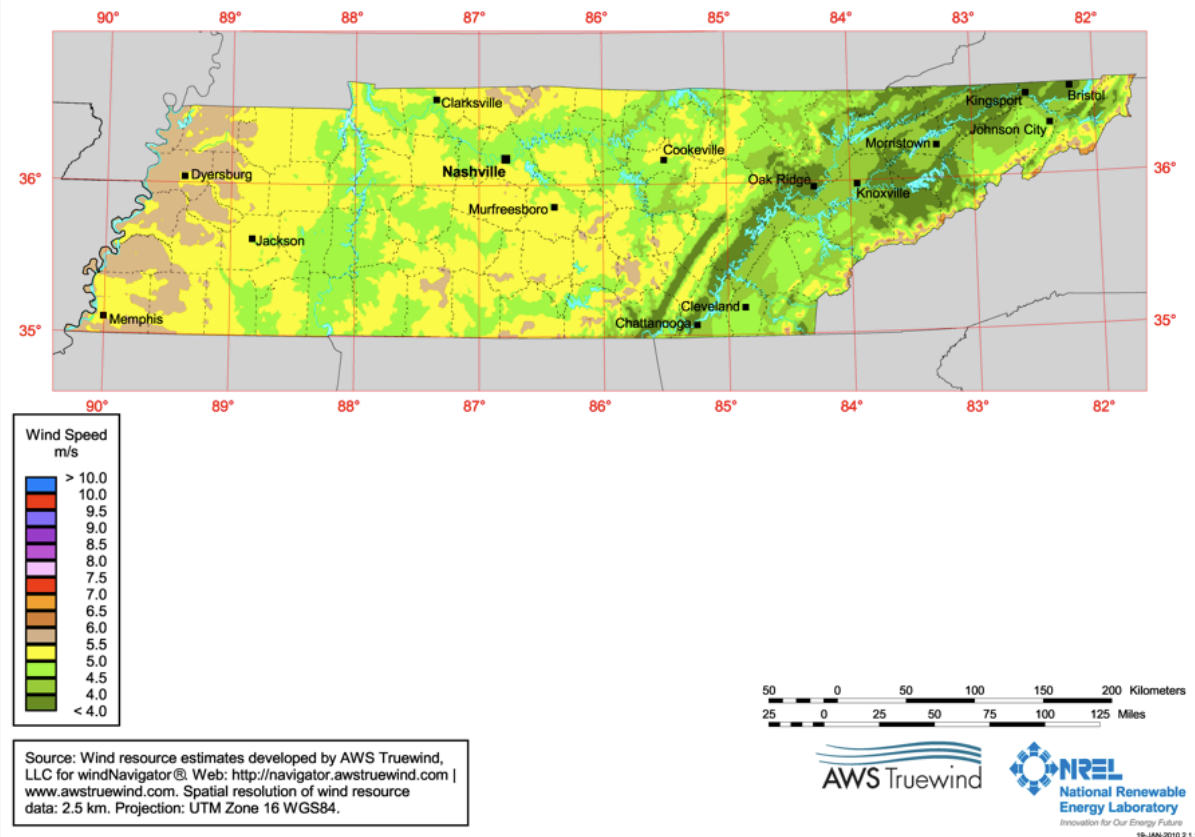 90° 89° 88° 87° 86° 85° 84° 83° 82°
Clarksville
Kingsport
Bristol
Johnson City
Morristown
Cookeville
Nashville
36°
36°
Dyersburg
Oak Ridge
Knoxville
Murfreesboro
Jackson
Cleveland
Memphis
Chattanooga
35°
35°
90° 89° 88° 87° 86° 85° 84° 83° 82°
Wind Speed
m/s
> 10.0
10.0
9.5
9.0
8.5
8.0
7.5
7.0
6.5
6.0
5.5
5.0
4.5
4.0
< 4.0
50 0 50 100 150 200 Kilometers
25 0 25 50 75 100 125 Miles
Source: Wind resource estimates developed by AWS Truewind,
LLC for windNavigator®. Web: http://navigator.awstruewind.com |
www.awstruewind.com. Spatial resolution of wind resource
data: 2.5 km. Projection: UTM Zone 16 WGS84.
AWS Truewind
NREL
National Renewable
Energy Laboratory
Innovation for Our Energy Future
19-JAN-2010 2.1